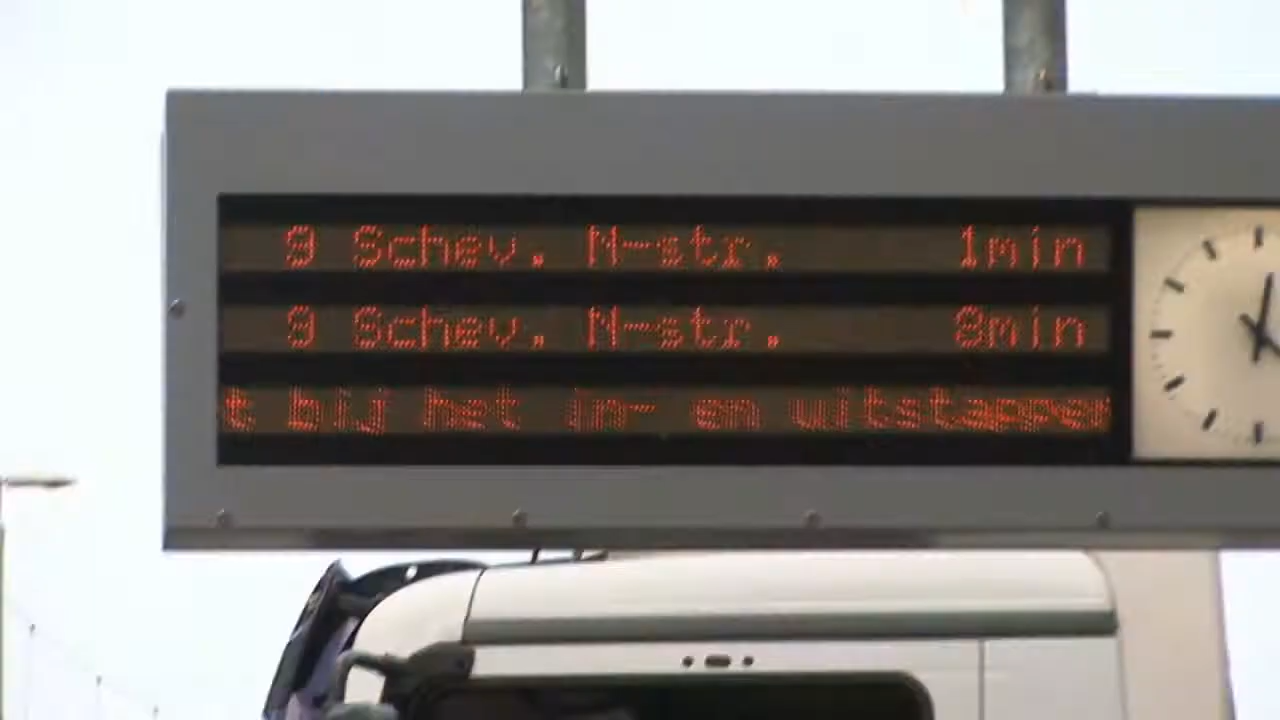 9 Schev. M-str. 1min
9 Schev. M-str. 8min
t bij het in- en uitstappen